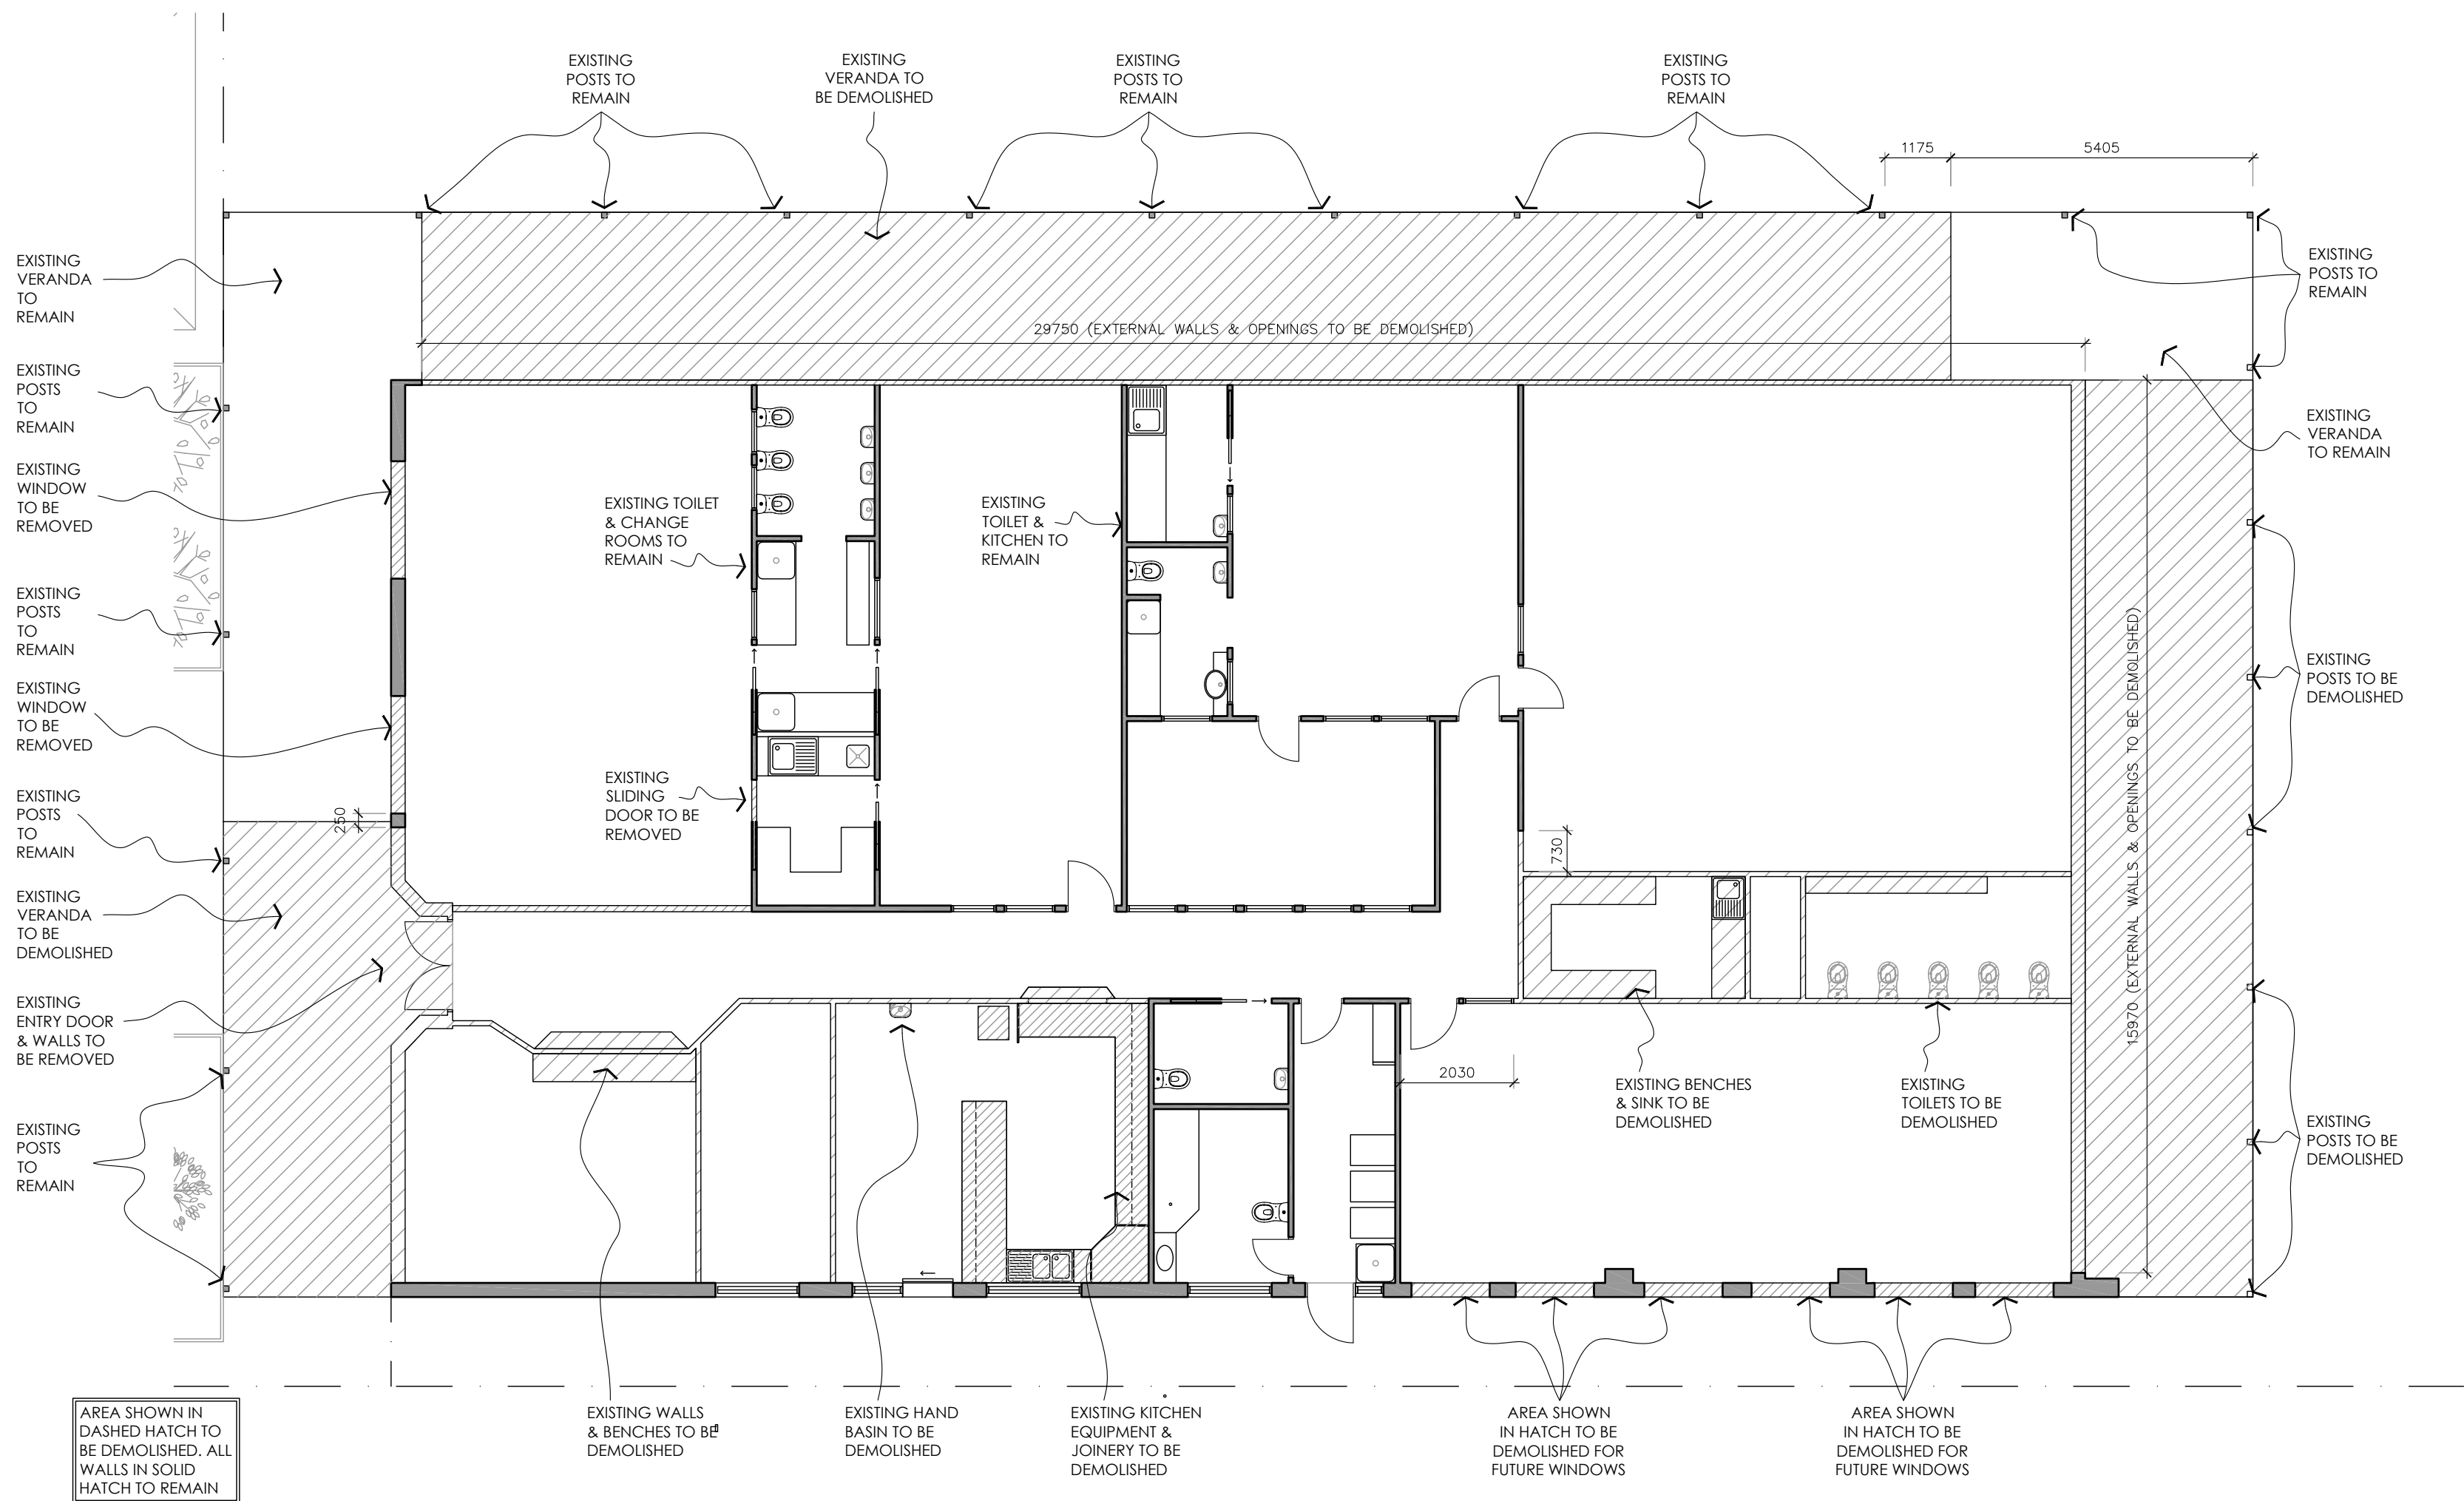 EXISTING
POSTS TO
REMAIN
EXISTING
VERANDA TO
BE DEMOLISHED
EXISTING
POSTS TO
REMAIN
EXISTING
POSTS TO
REMAIN
1175
5405
EXISTING
VERANDA
TO
REMAIN
EXISTING
POSTS TO
REMAIN
29750 (EXTERNAL WALLS & OPENINGS TO BE DEMOLISHED)
EXISTING
POSTS
TO
REMAIN
EXISTING
VERANDA
TO REMAIN
EXISTING
WINDOW
TO BE
REMOVED
EXISTING TOILET
& CHANGE
ROOMS TO
REMAIN
EXISTING
TOILET &
KITCHEN TO
REMAIN
EXISTING
POSTS
TO
REMAIN
EXISTING
POSTS TO BE
DEMOLISHED
15970 (EXTERNAL WALLS & OPENINGS TO BE DEMOLISHED)
EXISTING
WINDOW
TO BE
REMOVED
EXISTING
SLIDING
DOOR TO BE
REMOVED
EXISTING
POSTS
TO
REMAIN
250
730
EXISTING
VERANDA
TO BE
DEMOLISHED
EXISTING
ENTRY DOOR
& WALLS TO
BE REMOVED
2030
EXISTING BENCHES
& SINK TO BE
DEMOLISHED
EXISTING
TOILETS TO BE
DEMOLISHED
EXISTING
POSTS
TO
REMAIN
EXISTING
POSTS TO BE
DEMOLISHED
AREA SHOWN IN
DASHED HATCH TO
BE DEMOLISHED. ALL
WALLS IN SOLID
HATCH TO REMAIN
EXISTING WALLS
& BENCHES TO BE
DEMOLISHED
EXISTING HAND
BASIN TO BE
DEMOLISHED
EXISTING KITCHEN
EQUIPMENT &
JOINERY TO BE
DEMOLISHED
AREA SHOWN
IN HATCH TO BE
DEMOLISHED FOR
FUTURE WINDOWS
AREA SHOWN
IN HATCH TO BE
DEMOLISHED FOR
FUTURE WINDOWS